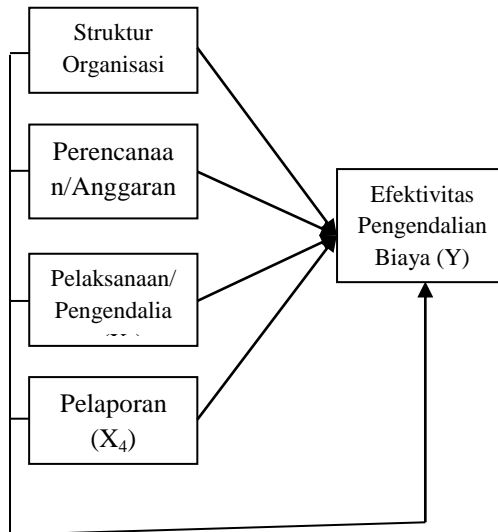 Struktur
Organisasi
Perencanaa
n/Anggaran
Pelaksanaan/
Pengendalia
Pelaporan
(X₄)
Efektivitas
Pengendalian
Biaya (Y)